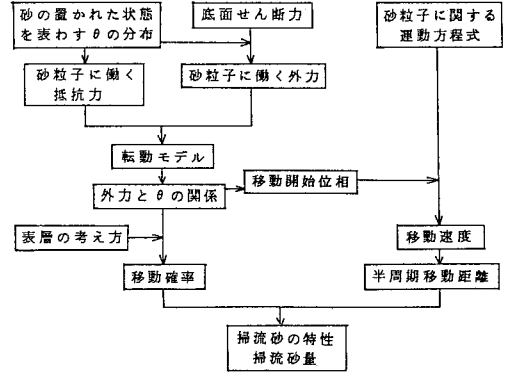 砂の置かれた状態
を表わすθの分布
底面せん断力
砂粒子に関する
運動方程式
砂粒子に働く
抵抗力
砂粒子に働く外力
転動モデル
外力とθの関係
移動開始位相
表層の考え方
移動速度
移動確率
半周期移動距離
掃流砂の特性
掃流砂量